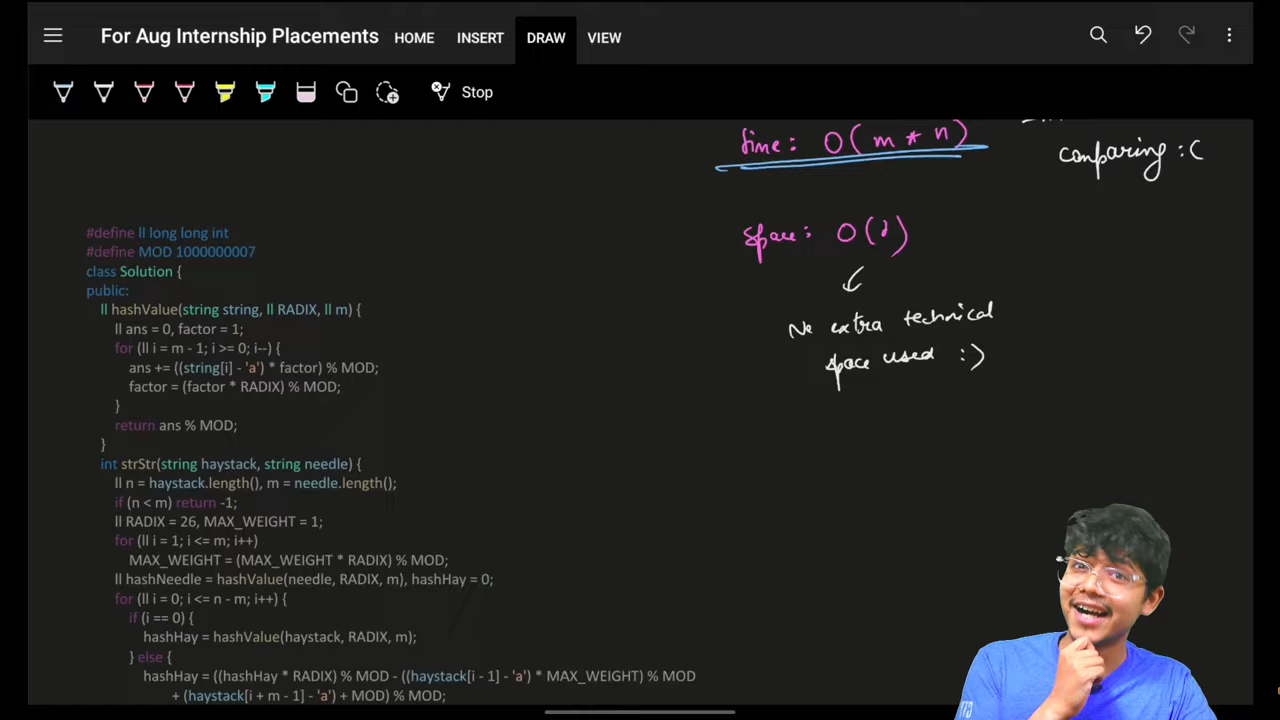 For Aug Internship Placements HOME INSERT DRAW VIEW
Stop
time: O(m * n)
comparing :(
space: O(1)
No extra technical
space used :)
#define ll long long int
#define MOD 1000000007
class Solution {
public:
ll hashValue(string string, ll RADIX, ll m) {
ll ans = 0, factor = 1;
for (ll i = m - 1; i >= 0; i--) {
ans += ((string[i] - 'a') * factor) % MOD;
factor = (factor * RADIX) % MOD;
}
return ans % MOD;
}
int strStr(string haystack, string needle) {
ll n = haystack.length(), m = needle.length();
if (n < m) return -1;
ll RADIX = 26, MAX_WEIGHT = 1;
for (ll i = 1; i <= m; i++)
MAX_WEIGHT = (MAX_WEIGHT * RADIX) % MOD;
ll hashNeedle = hashValue(needle, RADIX, m), hashHay = 0;
for (ll i = 0; i <= n - m; i++) {
if (i == 0) {
hashHay = hashValue(haystack, RADIX, m);
} else {
hashHay = ((hashHay * RADIX) % MOD - ((haystack[i - 1] - 'a') * MAX_WEIGHT) % MOD
+ (haystack[i + m - 1] - 'a') + MOD) % MOD;